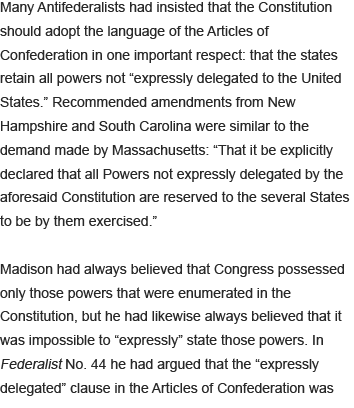 Many Antifederalists had insisted that the Constitution
should adopt the language of the Articles of
Confederation in one important respect: that the states
retain all powers not “expressly delegated to the United
States.” Recommended amendments from New
Hampshire and South Carolina were similar to the
demand made by Massachusetts: “That it be explicitly
declared that all Powers not expressly delegated by the
aforesaid Constitution are reserved to the several States
to be by them exercised.”
Madison had always believed that Congress possessed
only those powers that were enumerated in the
Constitution, but he had likewise always believed that it
was impossible to “expressly” state those powers. In
Federalist No. 44 he had argued that the “expressly
delegated” clause in the Articles of Confederation was